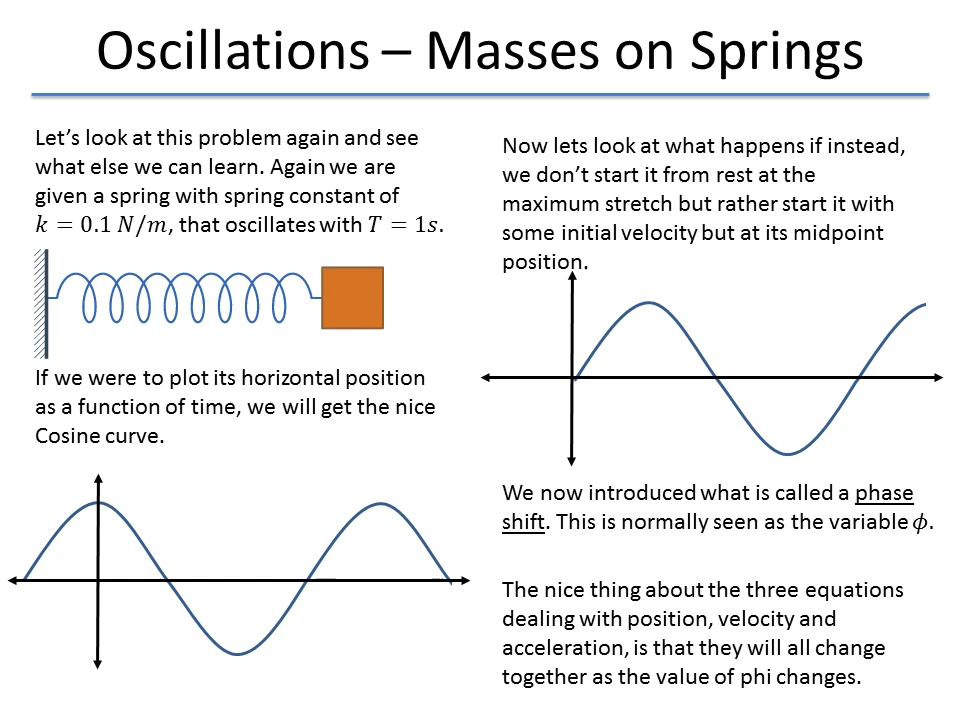 Oscillations – Masses on Springs
Let's look at this problem again and see
what else we can learn. Again we are
given a spring with spring constant of
k = 0.1 N/m, that oscillates with T = 1s.
If we were to plot its horizontal position
as a function of time, we will get the nice
Cosine curve.
Now lets look at what happens if instead,
we don't start it from rest at the
maximum stretch but rather start it with
some initial velocity but at its midpoint
position.
We now introduced what is called a phase
shift. This is normally seen as the variable ϕ.
The nice thing about the three equations
dealing with position, velocity and
acceleration, is that they will all change
together as the value of phi changes.